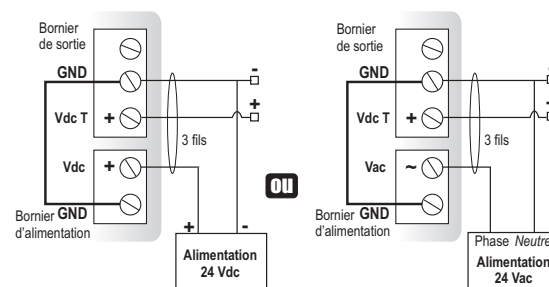 Bornier
de sortie
GND
-
Vdc T
+
+
3 fils
Vdc
+
Bornier
d'alimentation
GND
+
-
Alimentation
24 Vdc
ou
Bornier
de sortie
GND
Vdc T
+
3 fils
Vac
~
Bornier
d'alimentation
GND
Phase Neutre
Alimentation
24 Vac